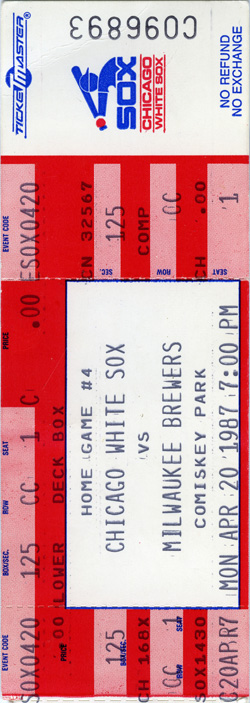 TICKETMASTER
CHICAGO
WHITE SOX
SOX
NO REFUND
NO EXCHANGE
C096893
EVENT CODE
ESOX0420
CN 32567
SEC.
125
COMP
ROW
CC
SEAT
1
PRICE
.00
SEAT
1 C
ROW
CC
BOX/SEC.
125
LOWER DECK BOX
HOME GAME #4
CHICAGO WHITE SOX
VS
MILWAUKEE BREWERS
COMISKEY PARK
MON APR 20 1987 7:00 PM
EVENT CODE
SOX0420
PRICE
.00
BOX/SEC.
125
CH 168X
ROW
SEAT
CC 1
SOX1430
C20APR7